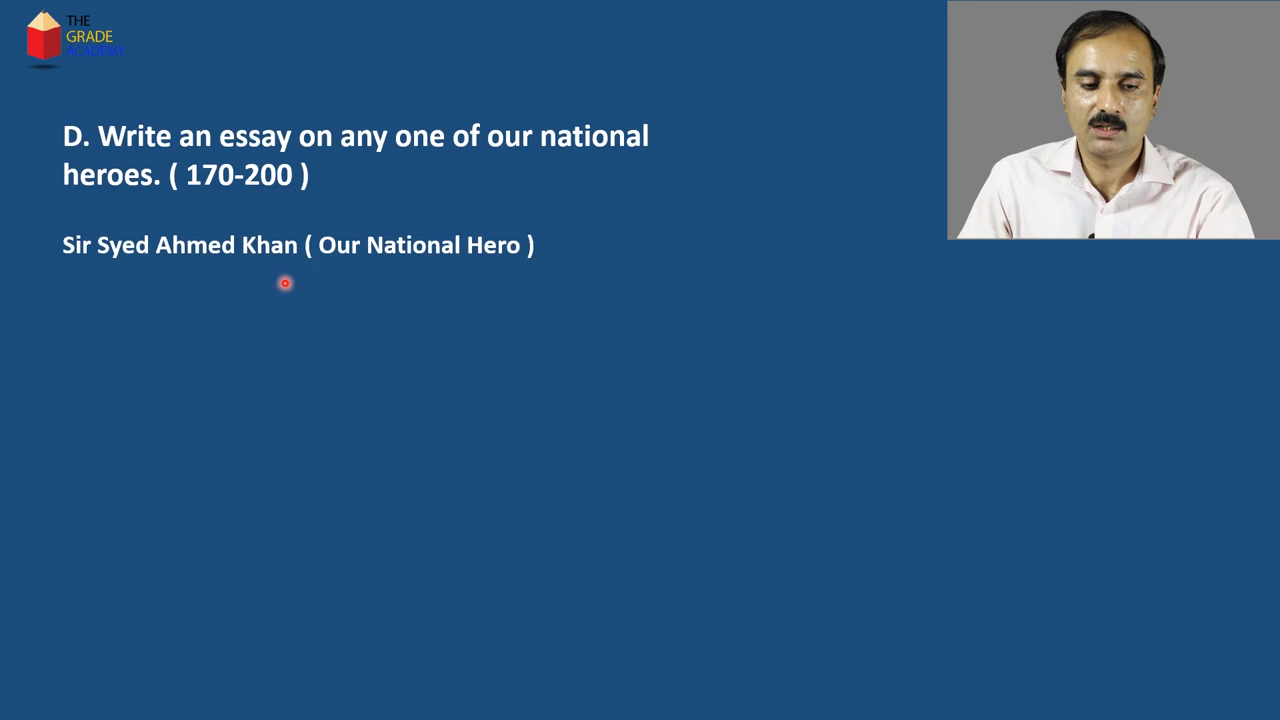 THE
GRADE
ACADEMY
D. Write an essay on any one of our national
heroes. ( 170-200 )
Sir Syed Ahmed Khan ( Our National Hero )